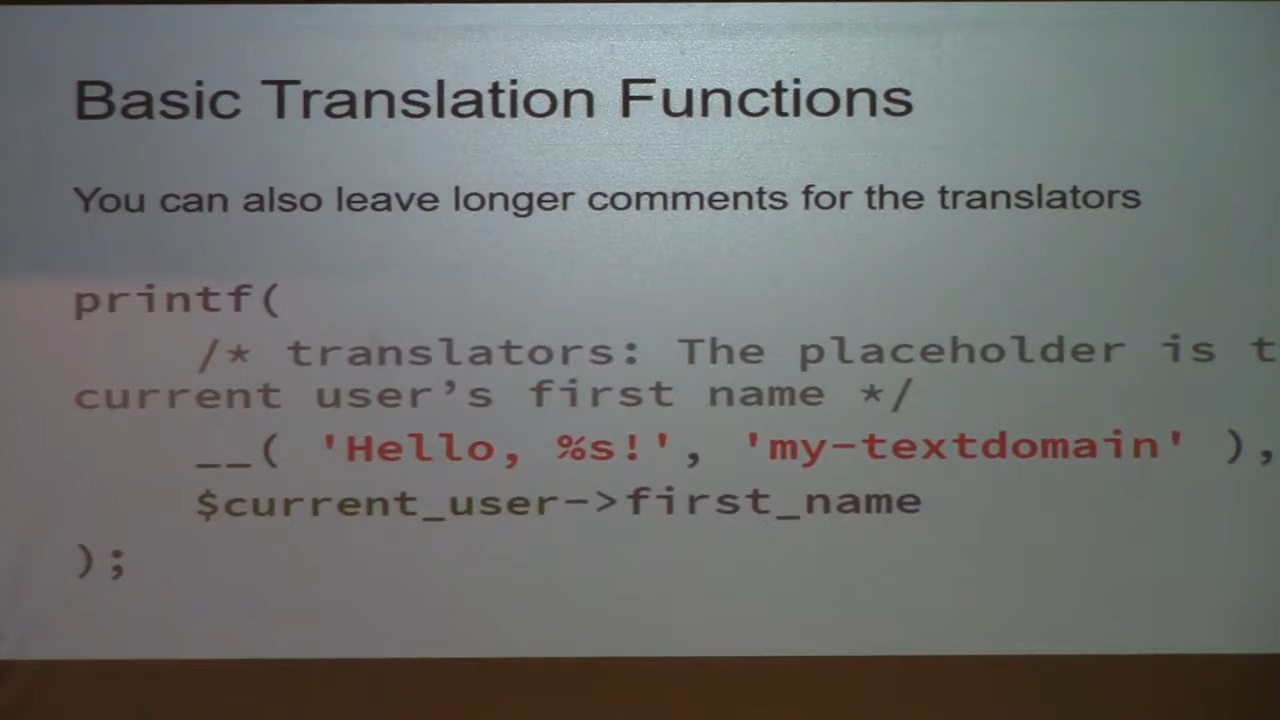 Basic Translation Functions
You can also leave longer comments for the translators
printf(
/* translators: The placeholder is t
current user’s first name */
__( 'Hello, %s!', 'my-textdomain' ),
$current_user->first_name
);